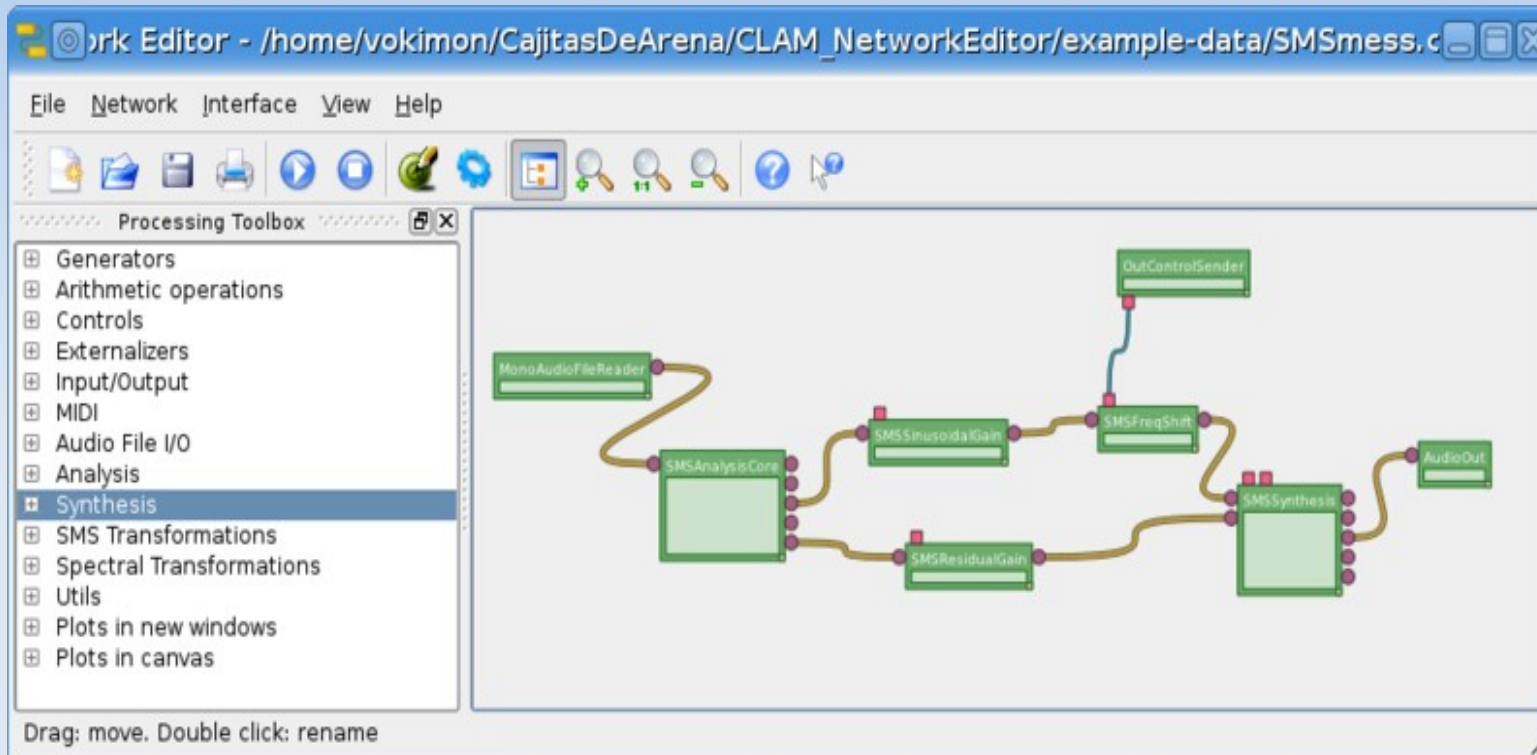 rk Editor - /home/vokimon/CajitasDeArena/CLAM_NetworkEditor/example-data/SMSmess.c
File Network Interface View Help
1:1
Processing Toolbox
Generators
Arithmetic operations
Controls
Externalizers
Input/Output
MIDI
Audio File I/O
Analysis
Synthesis
SMS Transformations
Spectral Transformations
Utils
Plots in new windows
Plots in canvas
OutControlSender
MonoAudioFileReader
SMSSinusoidalGain
SMSFreqShift
SMSAnalysisCore
AudioOut
SMSSynthesis
SMSResidualGain
Drag: move. Double click: rename